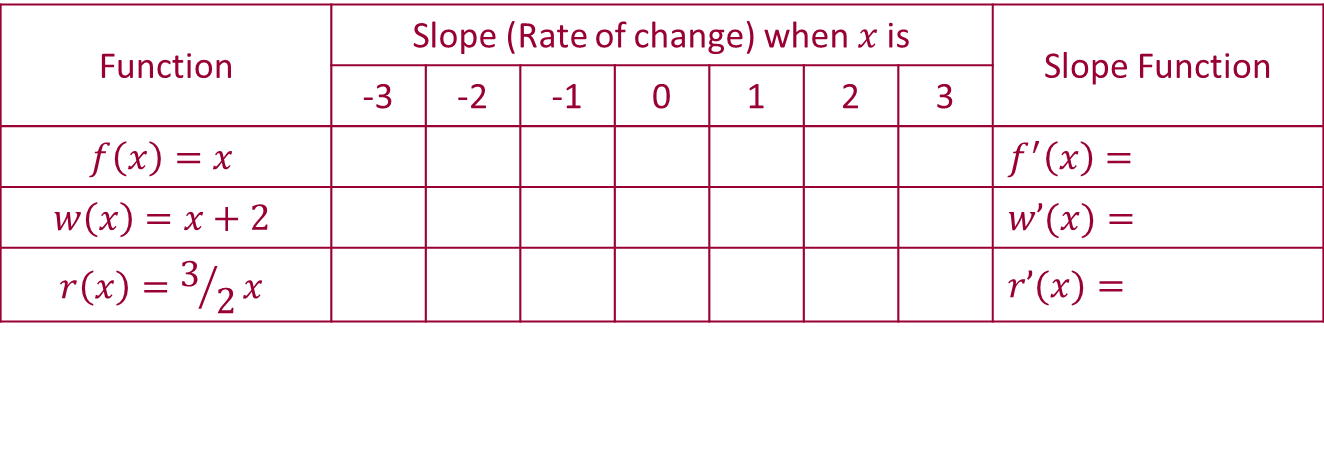 Function
Slope (Rate of change) when x is
Slope Function
-3 -2 -1 0 1 2 3
f(x) = x
f'(x) =
w(x) = x + 2
w’(x) =
r(x) = 3/2 x
r’(x) =